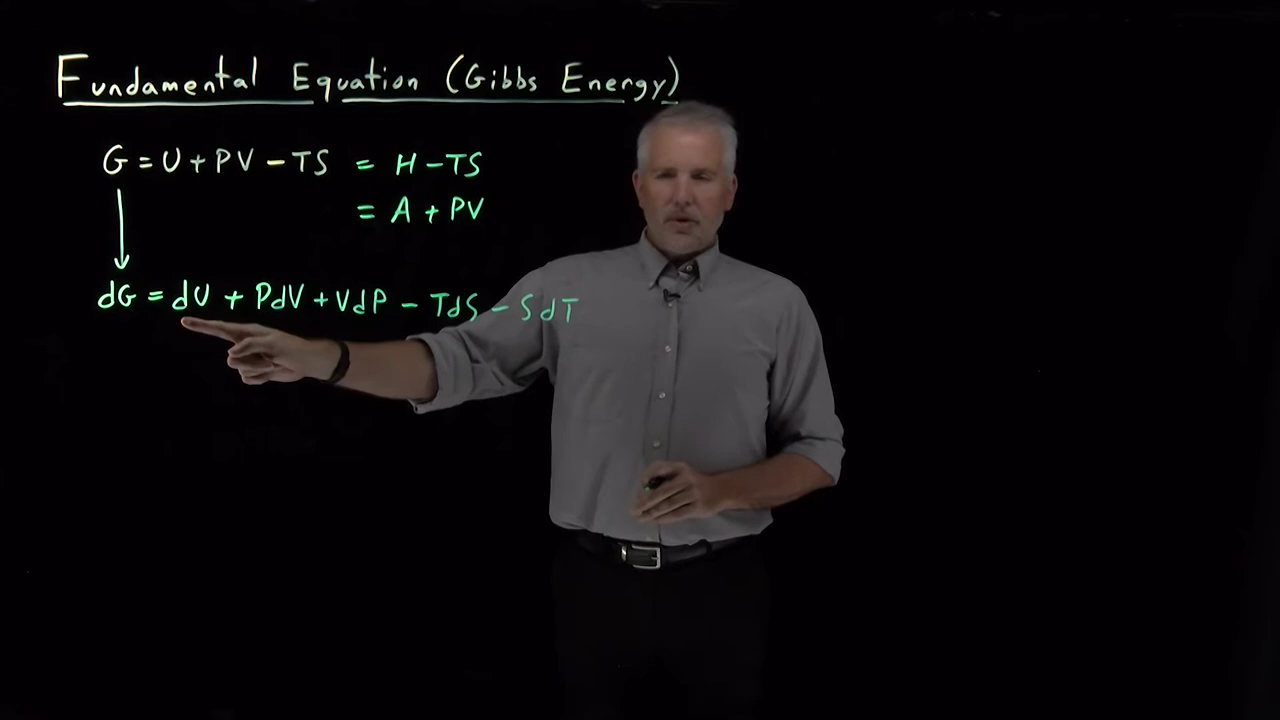 Fundamental Equation (Gibbs Energy)
G = U + PV - TS = H - TS
= A + PV
dG = dU + PdV + VdP - TdS - SdT